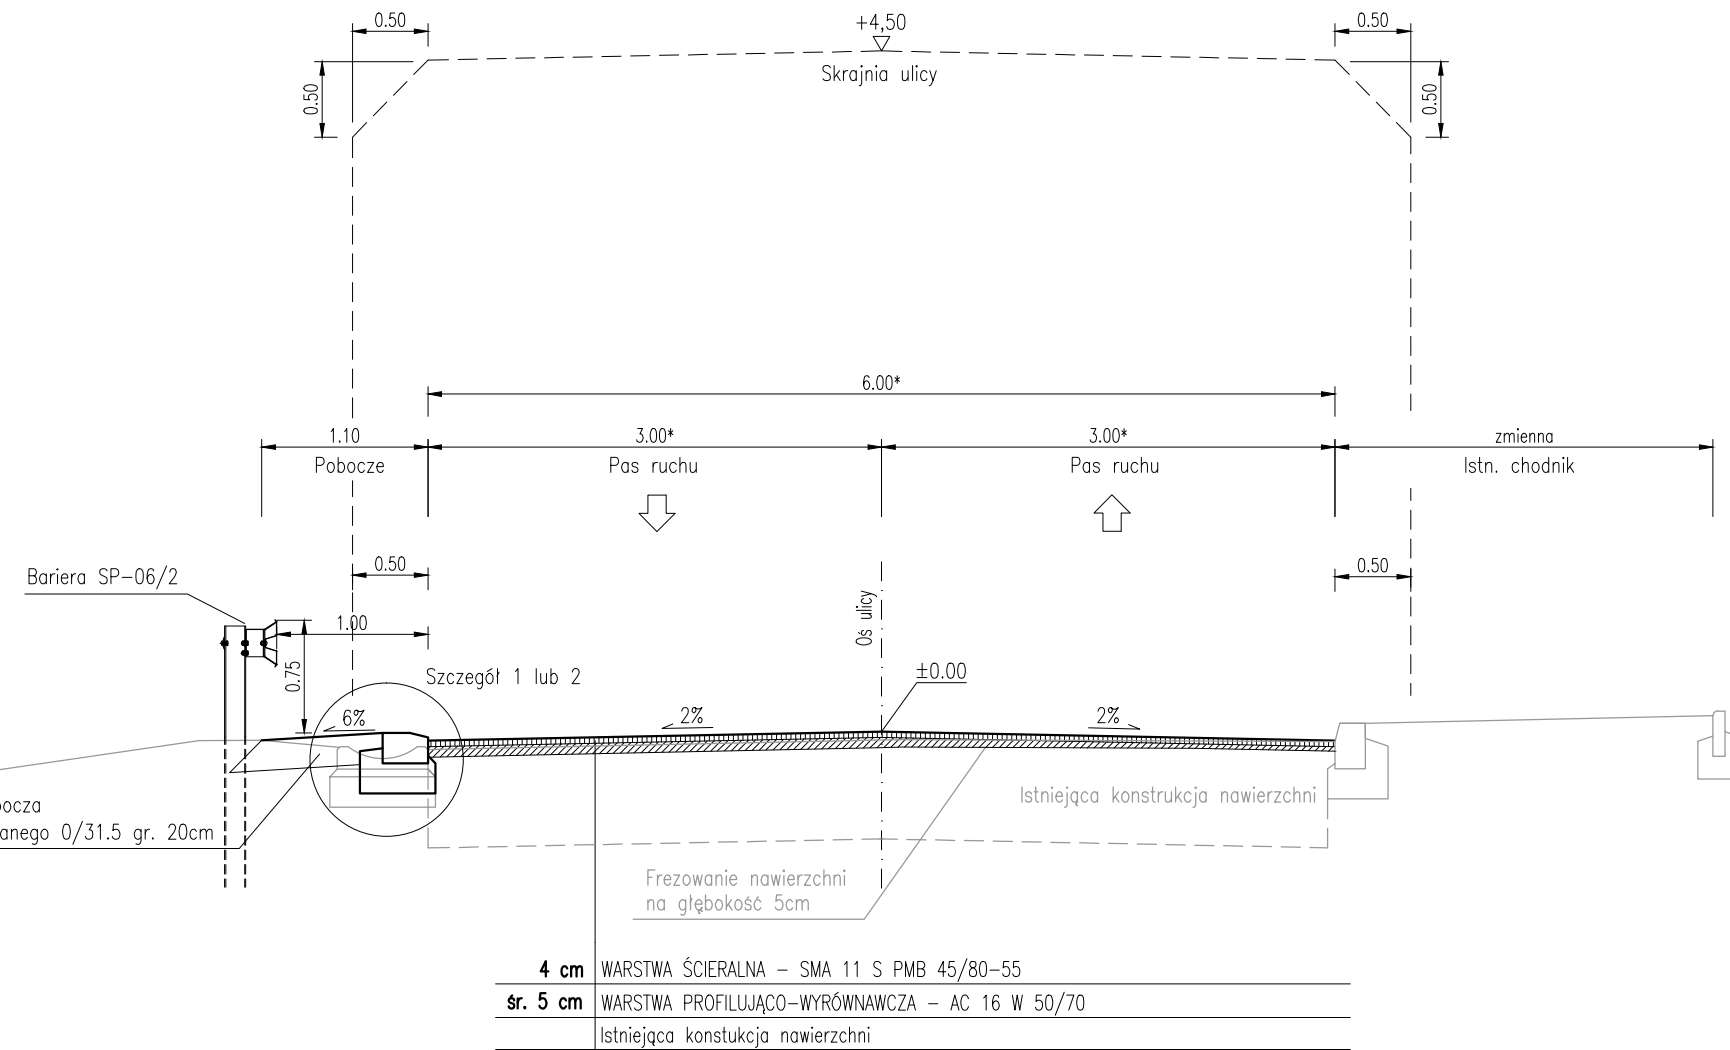 0.50
+4,50
0.50
Skrajnia ulicy
0.50
0.50
6.00*
1.10
3.00*
3.00*
zmienna
Pobocze
Pas ruchu
Pas ruchu
Istn. chodnik
0.50
0.50
Bariera SP-06/2
Oś ulicy
1.00
0.75
Szczegół 1 lub 2
±0.00
6%
2%
2%
Istniejąca konstrukcja nawierzchni
ocza
anego 0/31.5 gr. 20cm
Frezowanie nawierzchni
na głębokość 5cm
4 cm WARSTWA ŚCIERALNA - SMA 11 S PMB 45/80-55
śr. 5 cm WARSTWA PROFILUJĄCO-WYRÓWNAWCZA - AC 16 W 50/70
Istniejąca konstukcja nawierzchni